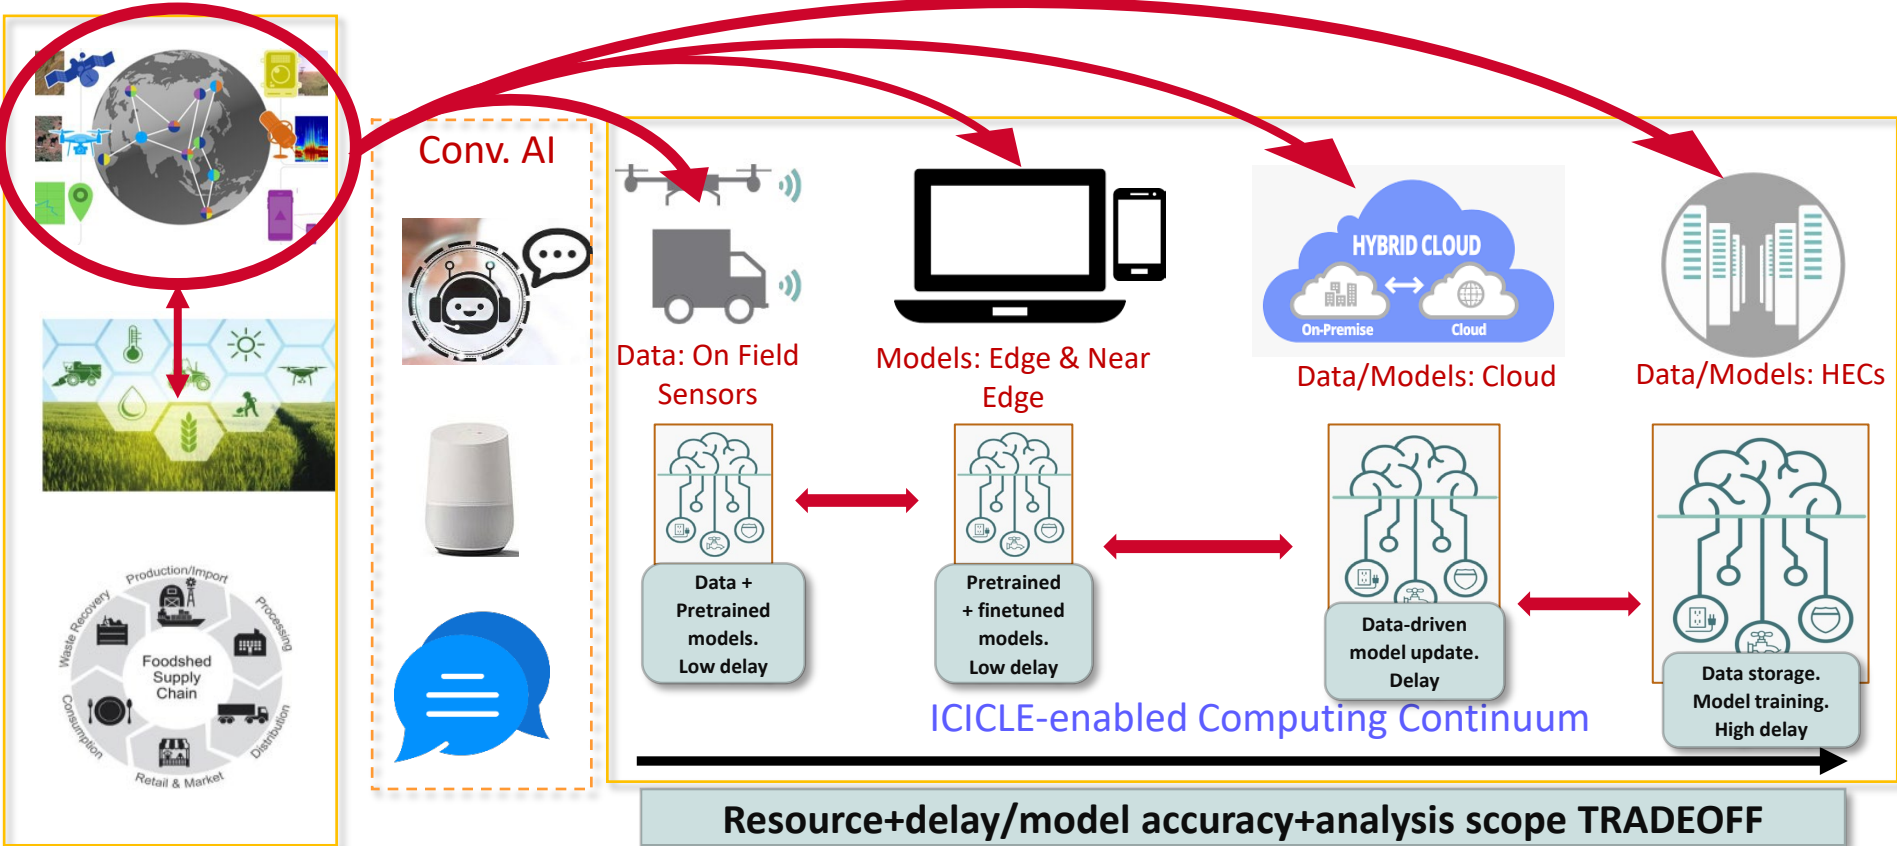 Conv. AI
HYBRID CLOUD
On-Premise
Cloud
Data: On Field
Sensors
Models: Edge & Near
Edge
Data/Models: Cloud
Data/Models: HECs
Data +
Pretrained
models.
Low delay
Pretrained
+ finetuned
models.
Low delay
Data-driven
model update.
Delay
Data storage.
Model training.
High delay
Production/Import
Processing
Distribution
Retail & Market
Consumption
Waste Recovery
Foodshed
Supply
Chain
ICICLE-enabled Computing Continuum
Resource+delay/model accuracy+analysis scope TRADEOFF